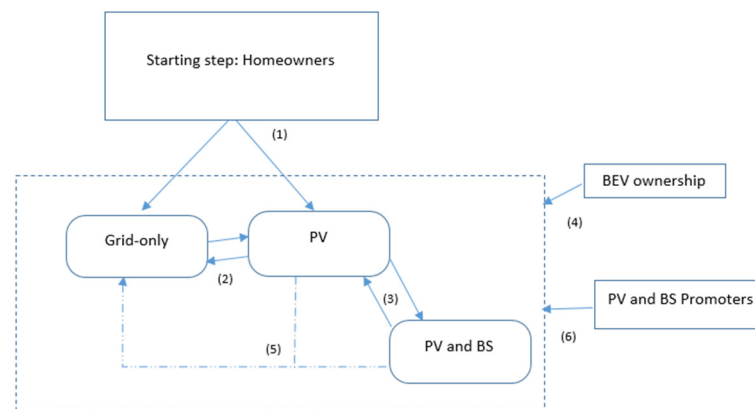 Starting step: Homeowners
(1)
BEV ownership
(4)
Grid-only
PV
(2)
(3)
PV and BS Promoters
(6)
(5)
PV and BS